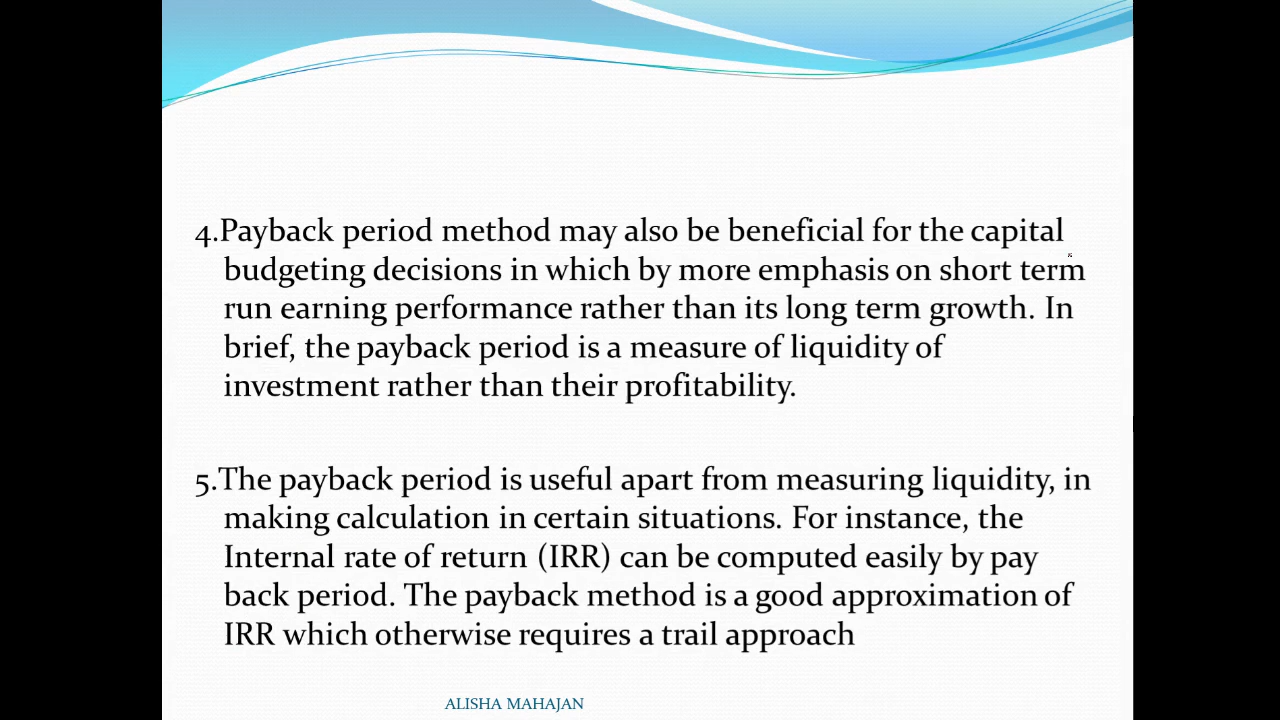 4.Payback period method may also be beneficial for the capital
budgeting decisions in which by more emphasis on short term
run earning performance rather than its long term growth. In
brief, the payback period is a measure of liquidity of
investment rather than their profitability.
5.The payback period is useful apart from measuring liquidity, in
making calculation in certain situations. For instance, the
Internal rate of return (IRR) can be computed easily by pay
back period. The payback method is a good approximation of
IRR which otherwise requires a trail approach
ALISHA MAHAJAN